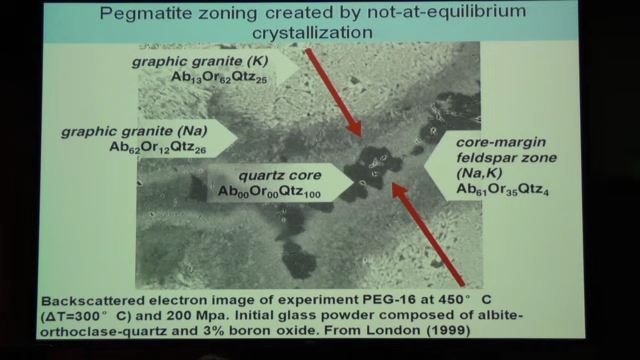 Pegmatite zoning created by not-at-equilibrium
crystallization
graphic granite (K)
Ab₁₃Or₆₂Qtz₂₅
graphic granite (Na)
Ab₆₂Or₁₂Qtz₂₆
quartz core
Ab₀₀Or₀₀Qtz₁₀₀
core-margin
feldspar zone
(Na,K)
Ab₆₁Or₃₅Qtz₄
Backscattered electron image of experiment PEG-16 at 450° C
(ΔT=300° C) and 200 Mpa. Initial glass powder composed of albite-
orthoclase-quartz and 3% boron oxide. From London (1999)